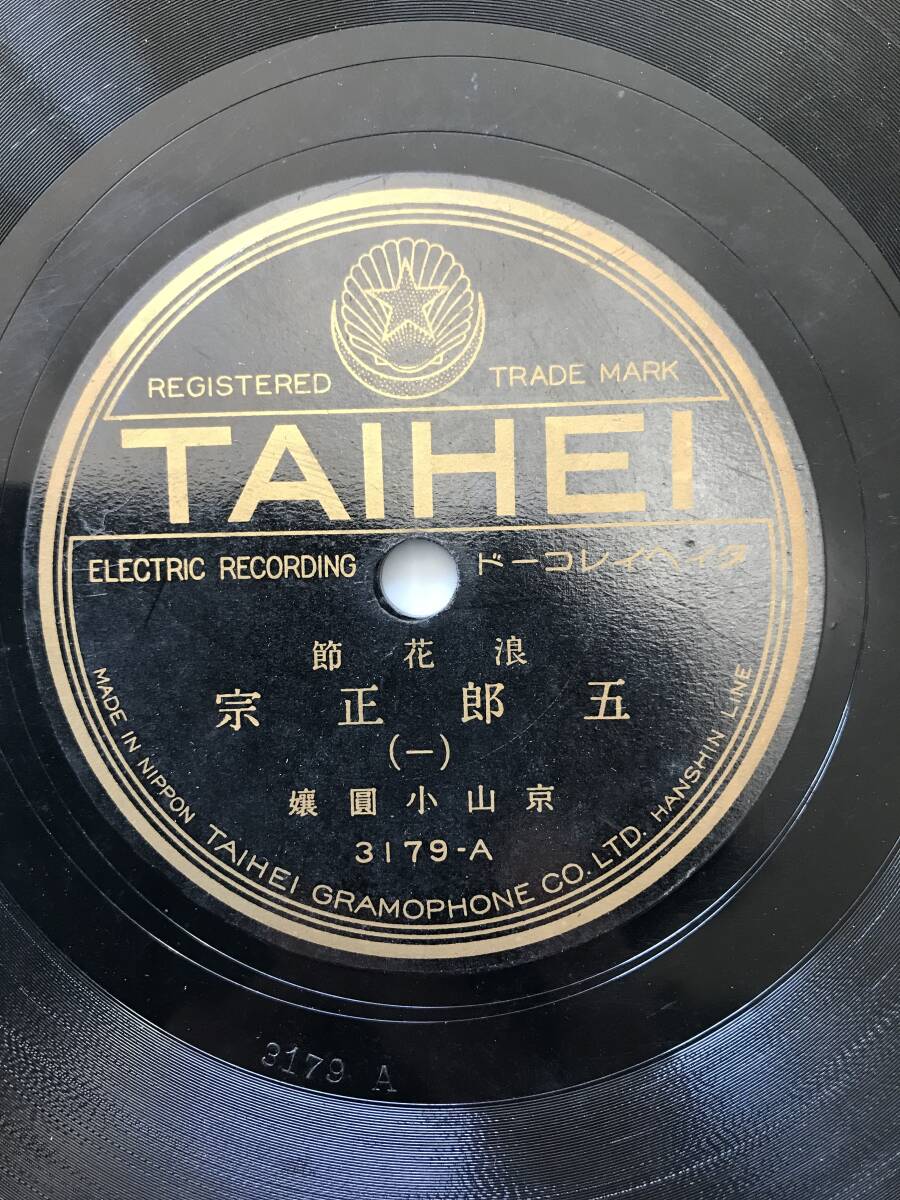 REGISTERED TRADE MARK
TAIHEI
ELECTRIC RECORDING タイヘイレコード
浪花節
五郎正宗
(一)
京山小圓孃
3179-A
MADE IN NIPPON TAIHEI GRAMOPHONE CO. LTD. HANSHIN LINE
3179 A